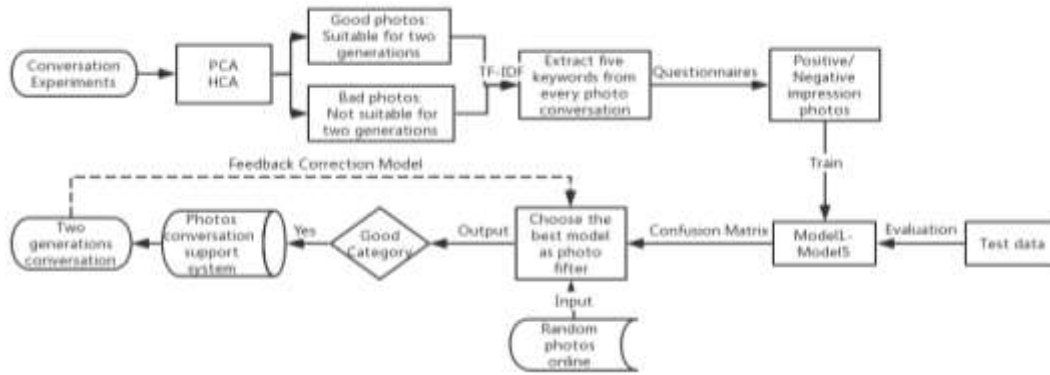 Good photos:
Suitable for two
generations
Conversation
Experiments
PCA
HCA
TF-IDF
Extract five
keywords from
every photo
conversation
Questionnaires
Positive/
Negative
impression
photos
Bad photos:
Not suitable for
two generations
Feedback Correction Model
Train
Two
generations
conversation
Photos
conversation
support
system
Yes
Good
Category
Output
Choose the
best model
as photo
fifter
Confusion Matrix
Model1-
Model5
Evaluation
Test data
Input
Random
photos
online